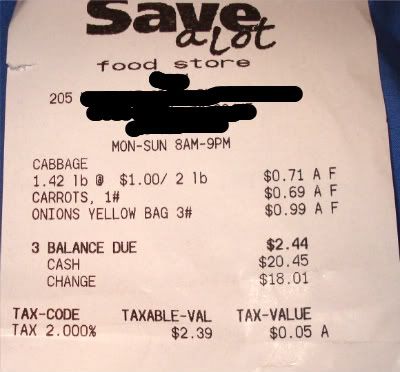 Save
a Lot
food store
205
MON-SUN 8AM-9PM
CABBAGE
1.42 lb @ $1.00/ 2 lb $0.71 A F
CARROTS, 1# $0.69 A F
ONIONS YELLOW BAG 3# $0.99 A F
3 BALANCE DUE $2.44
CASH $20.45
CHANGE $18.01
TAX-CODE TAXABLE-VAL TAX-VALUE
TAX 2.000% $2.39 $0.05 A